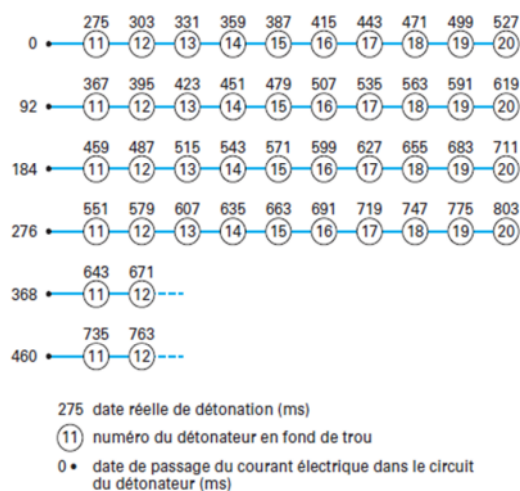 275 303 331 359 387 415 443 471 499 527
0 11 12 13 14 15 16 17 18 19 20
367 395 423 451 479 507 535 563 591 619
92 11 12 13 14 15 16 17 18 19 20
459 487 515 543 571 599 627 655 683 711
184 11 12 13 14 15 16 17 18 19 20
551 579 607 635 663 691 719 747 775 803
276 11 12 13 14 15 16 17 18 19 20
643 671
368 11 12
735 763
460 11 12
275 date réelle de détonation (ms)
11 numéro du détonateur en fond de trou
0 • date de passage du courant électrique dans le circuit
du détonateur (ms)